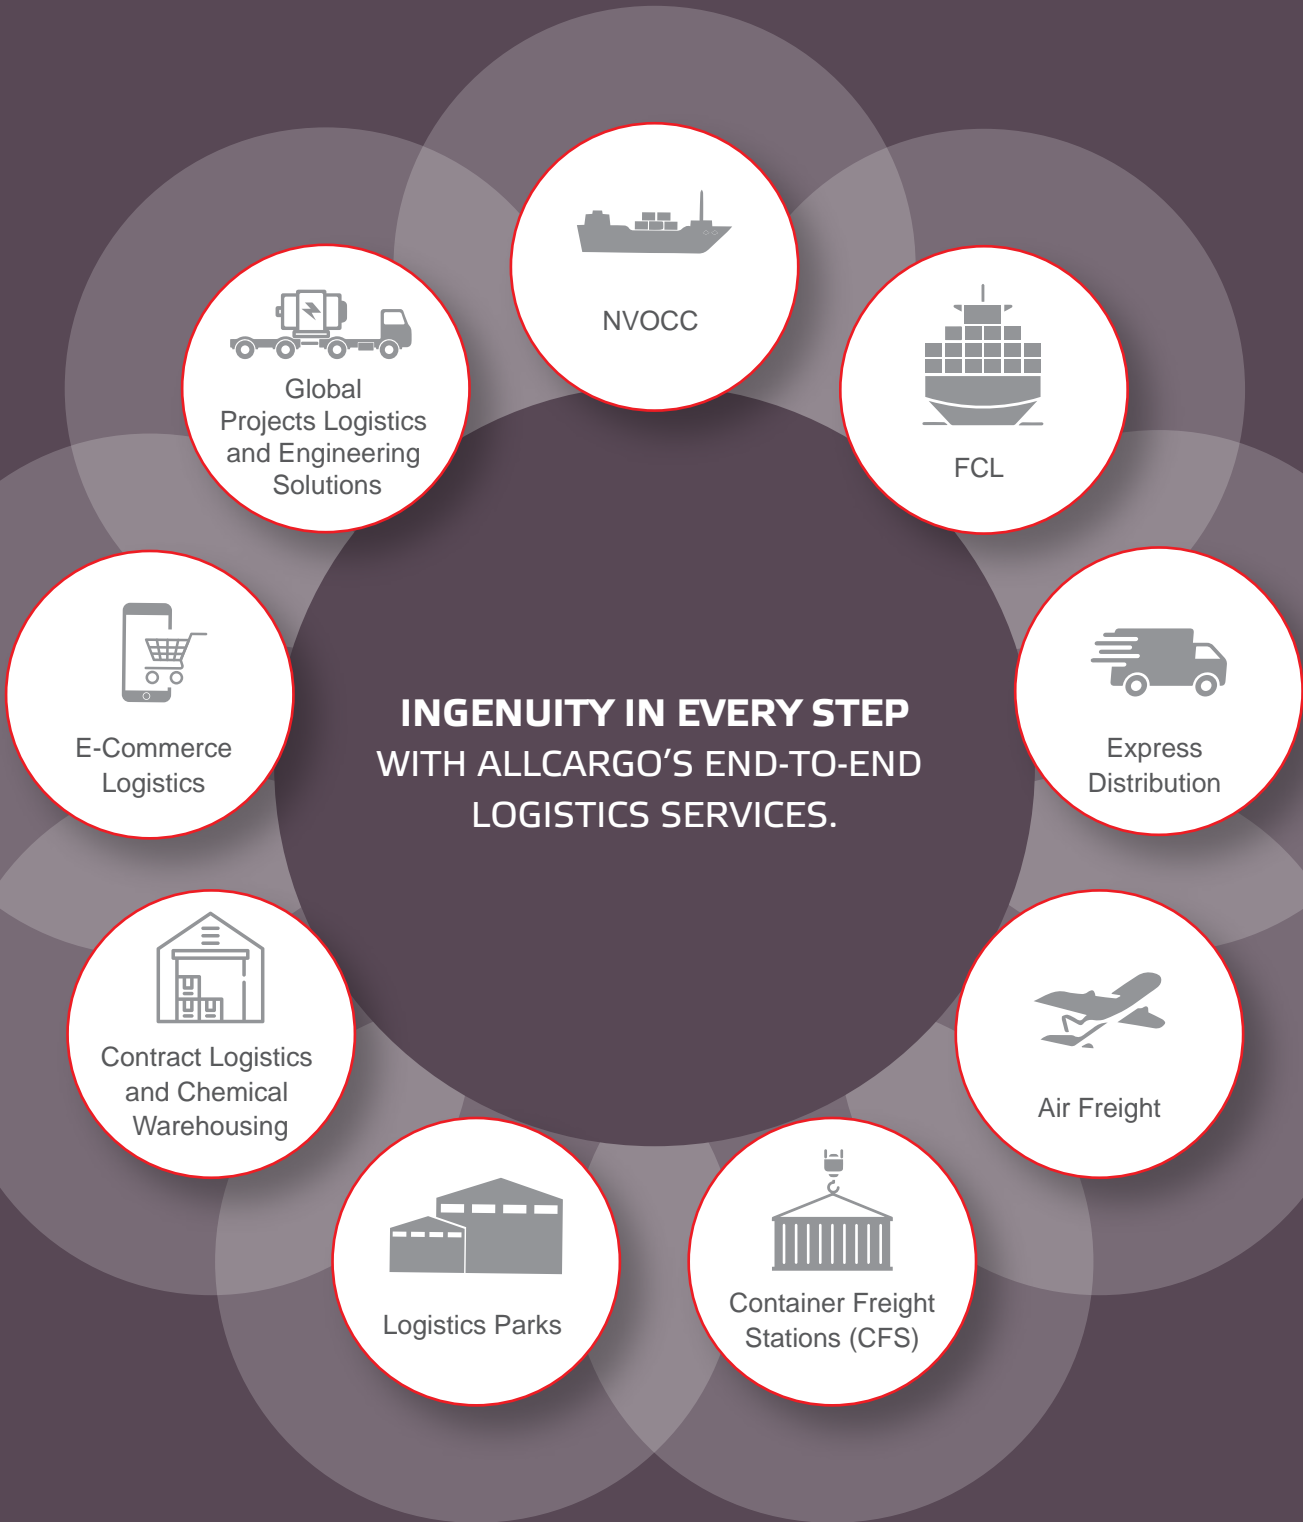 NVOCC
FCL
Express
Distribution
Air Freight
Container Freight
Stations (CFS)
Logistics Parks
Contract Logistics
and Chemical
Warehousing
E-Commerce
Logistics
Global
Projects Logistics
and Engineering
Solutions
INGENUITY IN EVERY STEP
WITH ALLCARGO’S END-TO-END
LOGISTICS SERVICES.